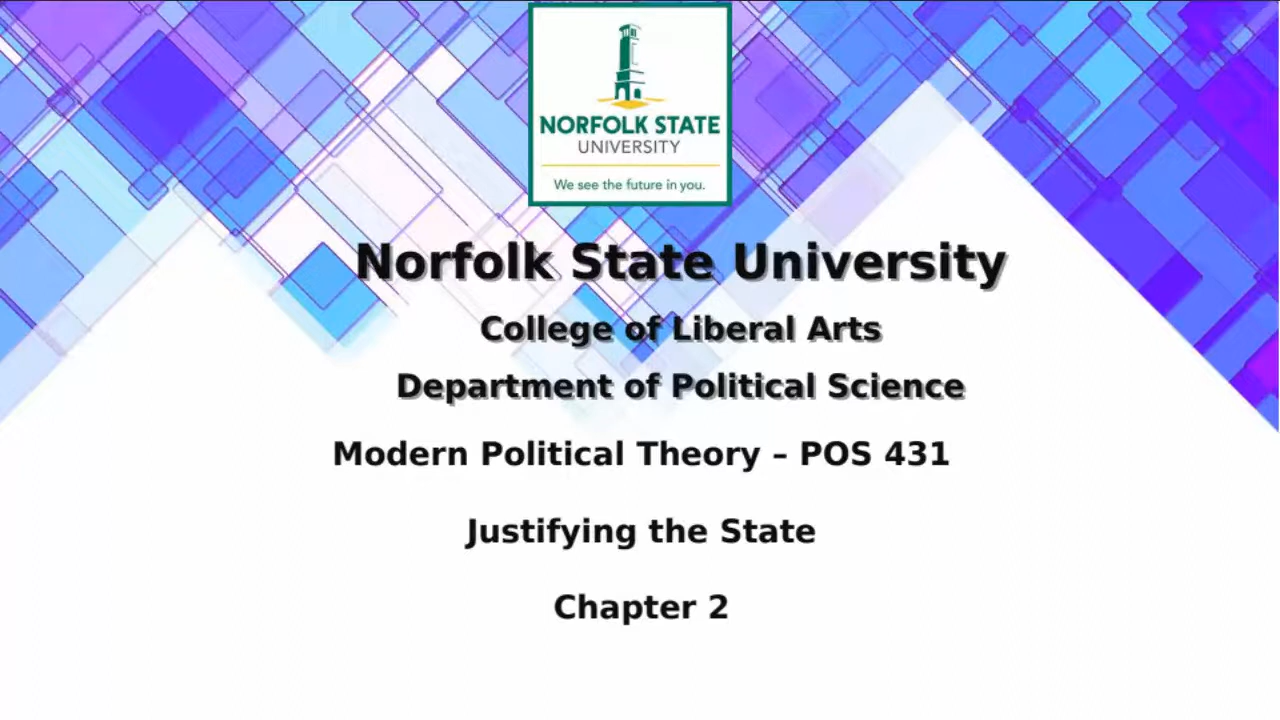 NORFOLK STATE
UNIVERSITY
We see the future in you.
Norfolk State University
College of Liberal Arts
Department of Political Science
Modern Political Theory – POS 431
Justifying the State
Chapter 2